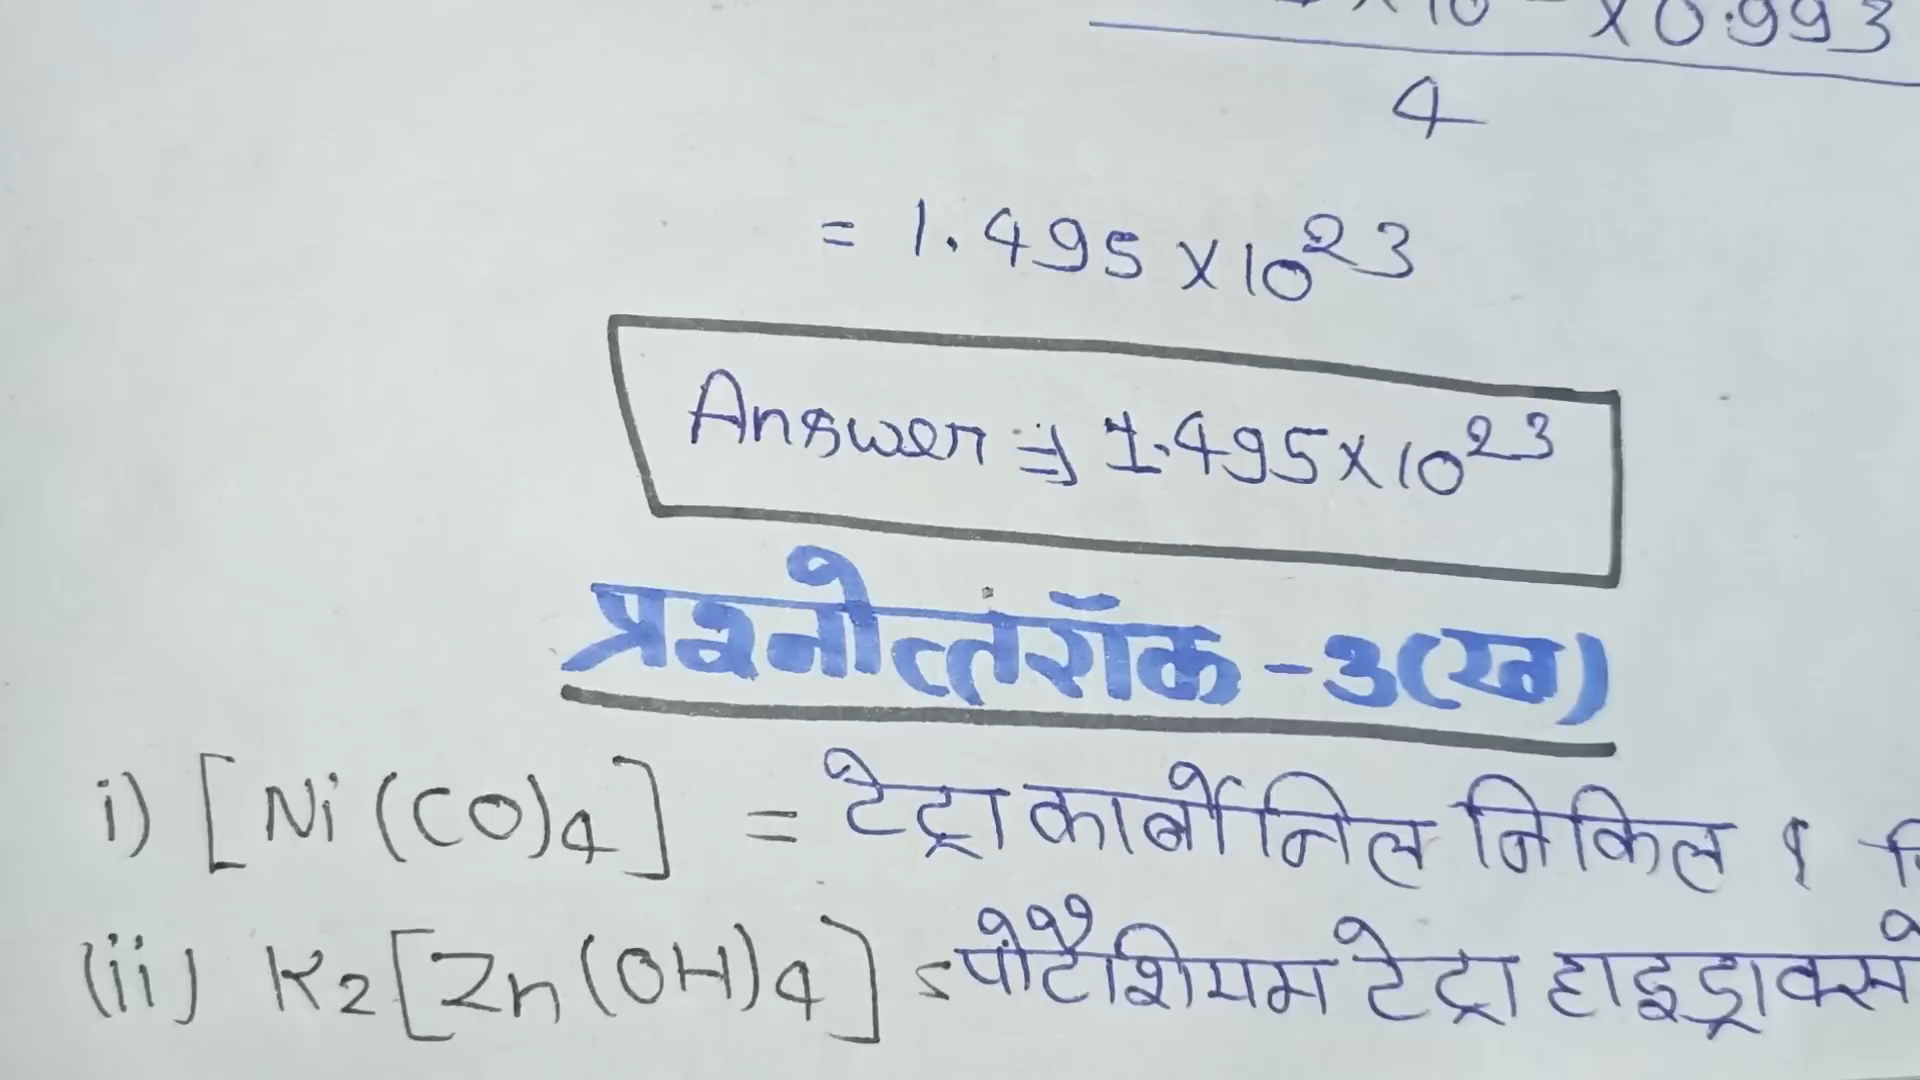 ×10 ×0.993
4
= 1.495 ×10²³
Answer ⇒ 1.495×10²³
प्रश्नोत्तरॉक -3(ख)
i) [Ni(CO)4] = टेट्रा कार्बोनिल निकिल
(ii) K2[Zn(OH)4] = पोटैशियम टेट्रा हाइड्राक्सो